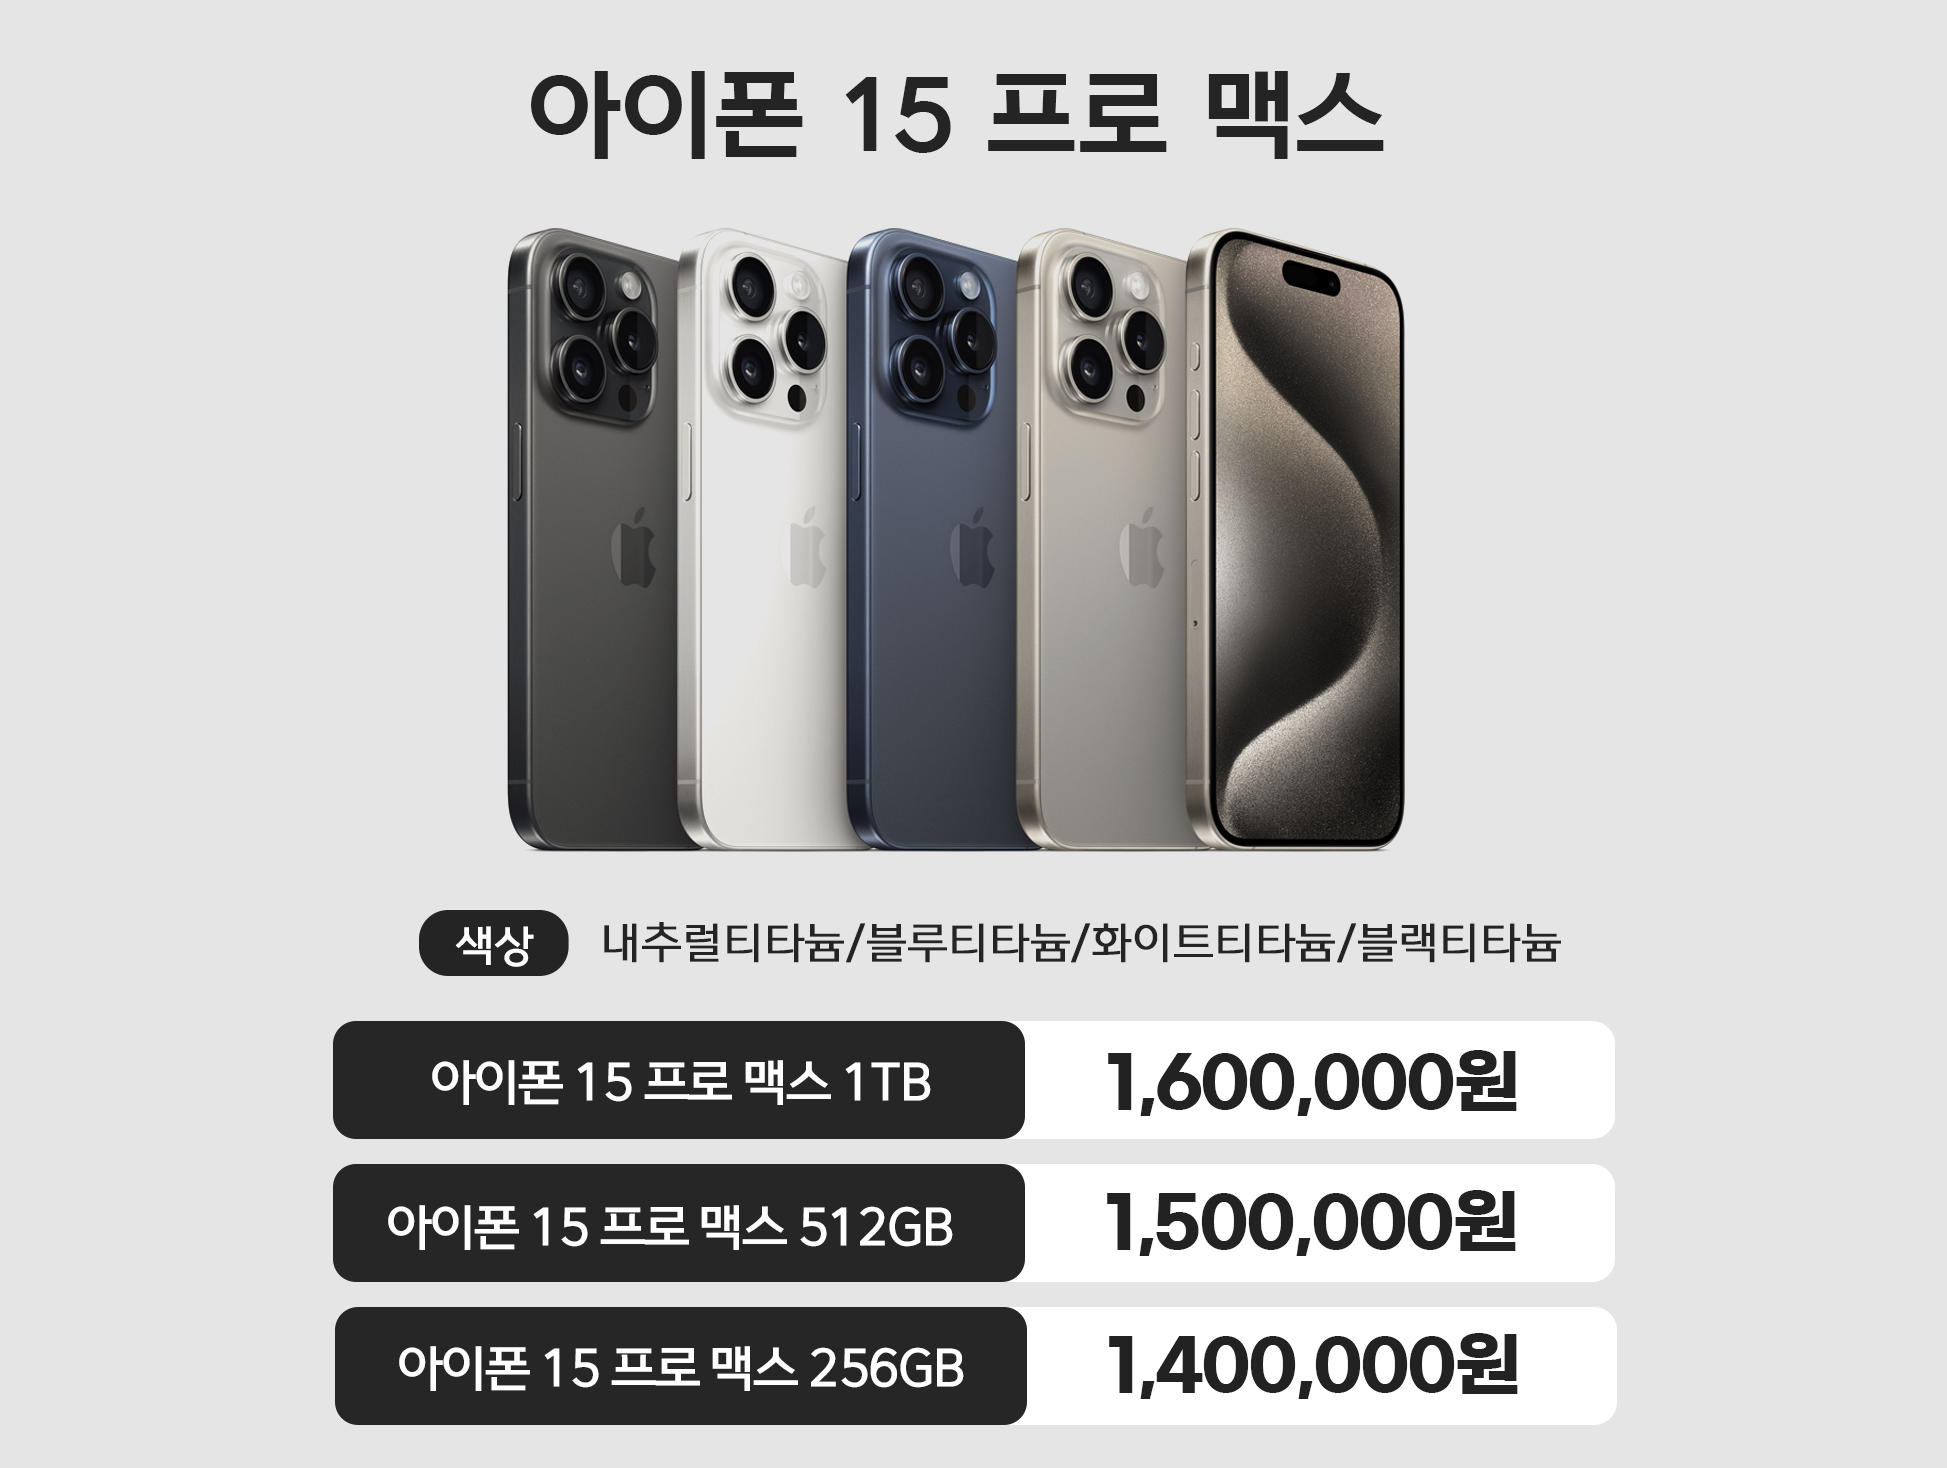 아이폰 15 프로 맥스
색상 내추럴티타늄/블루티타늄/화이트티타늄/블랙티타늄
아이폰 15 프로 맥스 1TB 1,600,000원
아이폰 15 프로 맥스 512GB 1,500,000원
아이폰 15 프로 맥스 256GB 1,400,000원